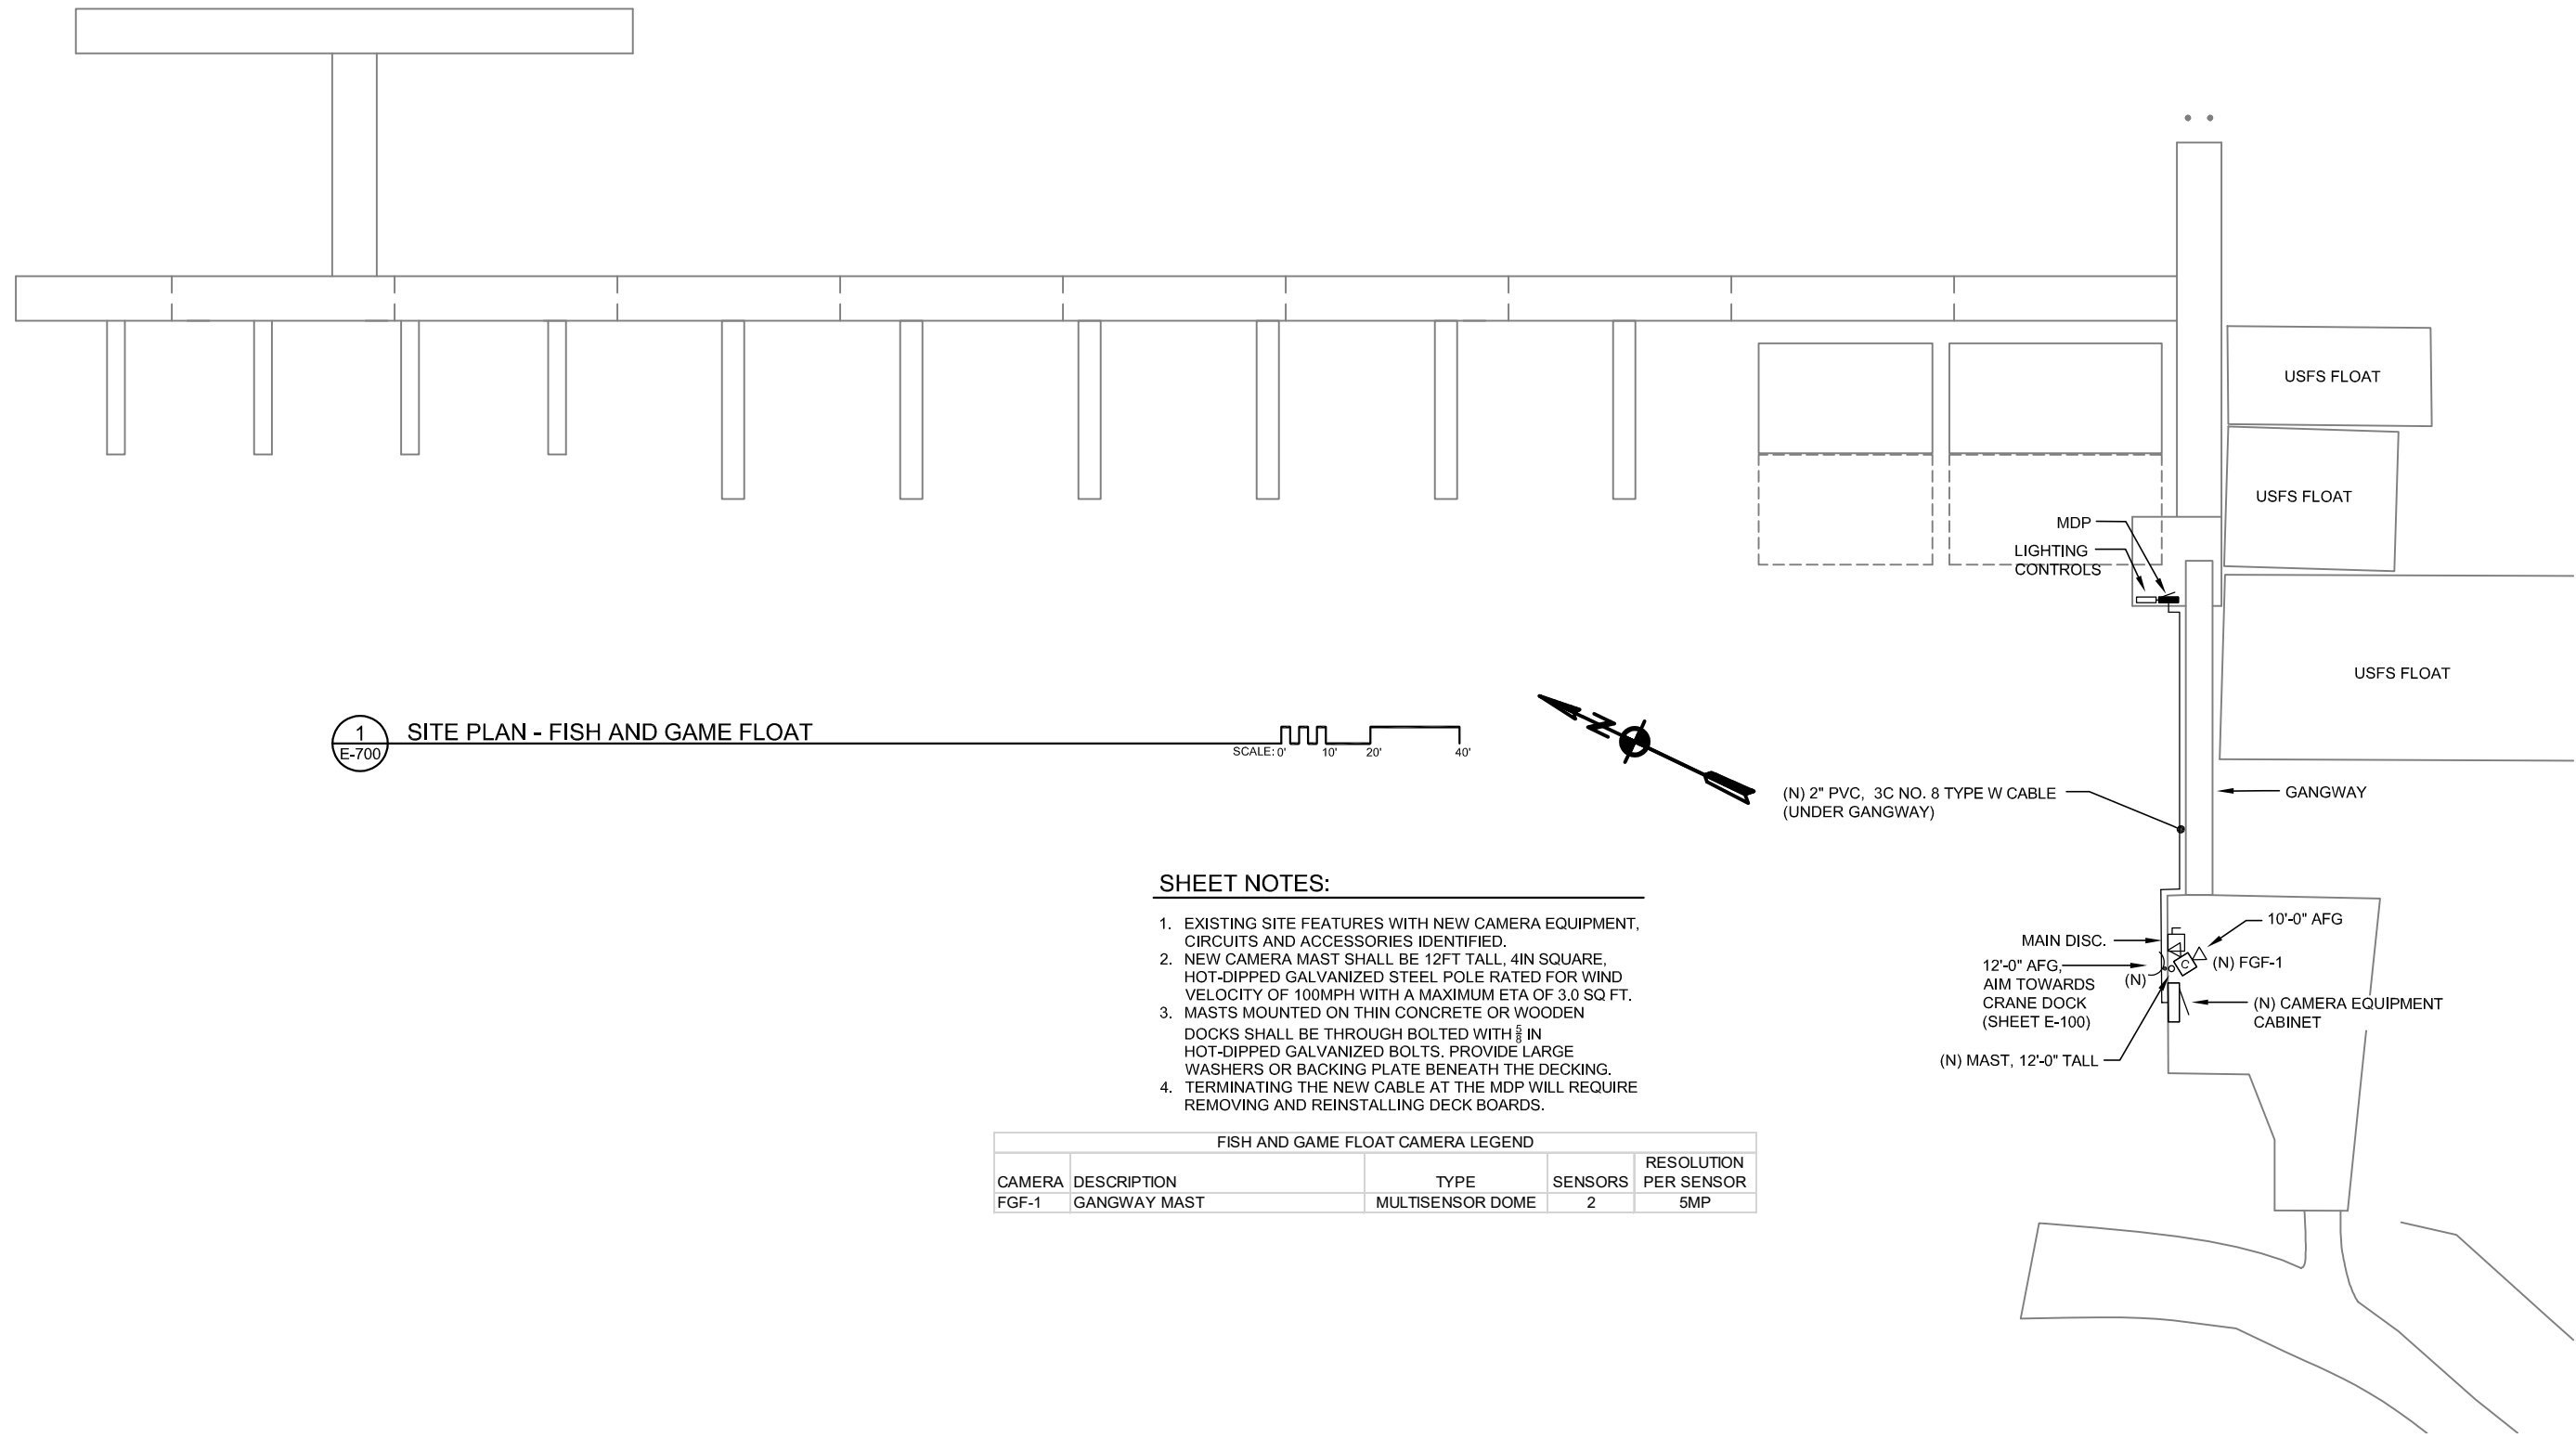 USFS FLOAT
USFS FLOAT
MDP
LIGHTING
CONTROLS
USFS FLOAT
1
E-700
SITE PLAN - FISH AND GAME FLOAT
SCALE: 0' 10' 20' 40'
N
(N) 2" PVC, 3C NO. 8 TYPE W CABLE
(UNDER GANGWAY)
GANGWAY
SHEET NOTES:
1. EXISTING SITE FEATURES WITH NEW CAMERA EQUIPMENT,
CIRCUITS AND ACCESSORIES IDENTIFIED.
2. NEW CAMERA MAST SHALL BE 12FT TALL, 4IN SQUARE,
HOT-DIPPED GALVANIZED STEEL POLE RATED FOR WIND
VELOCITY OF 100MPH WITH A MAXIMUM ETA OF 3.0 SQ FT.
3. MASTS MOUNTED ON THIN CONCRETE OR WOODEN
DOCKS SHALL BE THROUGH BOLTED WITH 5/8 IN
HOT-DIPPED GALVANIZED BOLTS. PROVIDE LARGE
WASHERS OR BACKING PLATE BENEATH THE DECKING.
4. TERMINATING THE NEW CABLE AT THE MDP WILL REQUIRE
REMOVING AND REINSTALLING DECK BOARDS.
10'-0" AFG
MAIN DISC.
(N) FGF-1
C
12'-0" AFG,
AIM TOWARDS
CRANE DOCK
(SHEET E-100)
(N)
(N) CAMERA EQUIPMENT
CABINET
(N) MAST, 12'-0" TALL
FISH AND GAME FLOAT CAMERA LEGEND
CAMERA DESCRIPTION TYPE SENSORS RESOLUTION PER SENSOR
FGF-1 GANGWAY MAST MULTISENSOR DOME 2 5MP